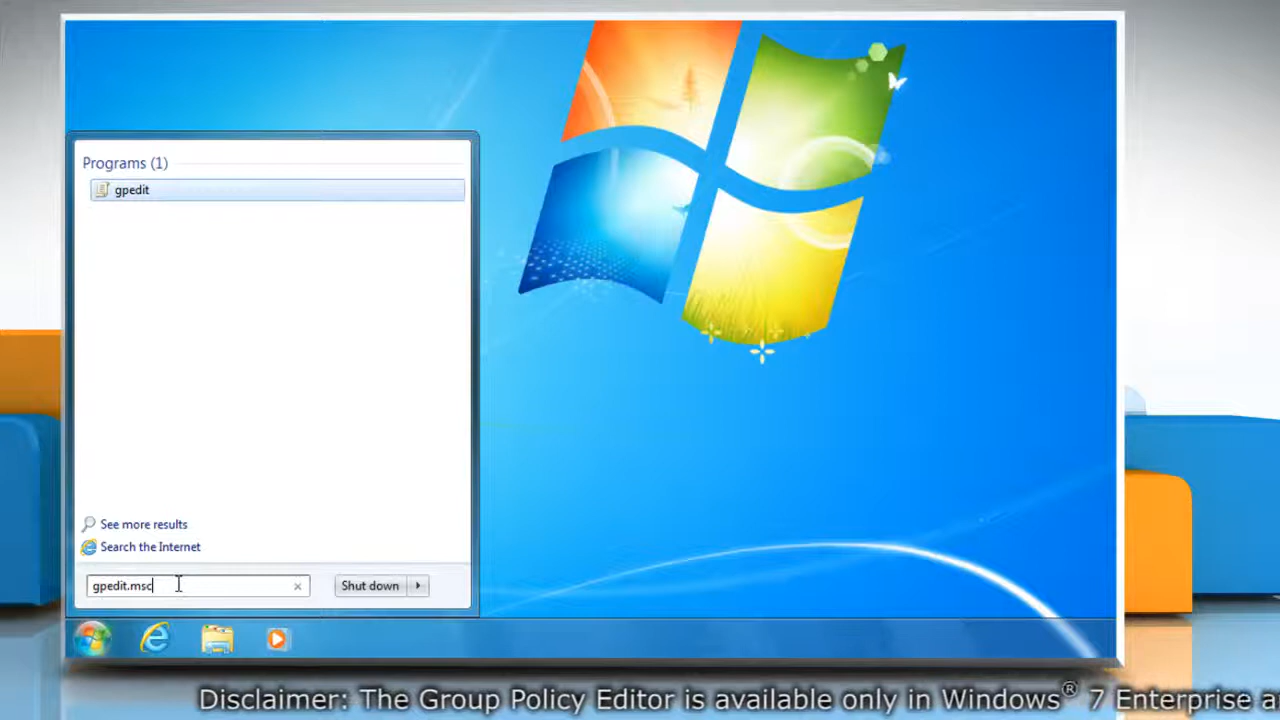 Programs (1)
gpedit
See more results
Search the Internet
gpedit.msc
Shut down
Disclaimer: The Group Policy Editor is available only in Windows® 7 Enterprise